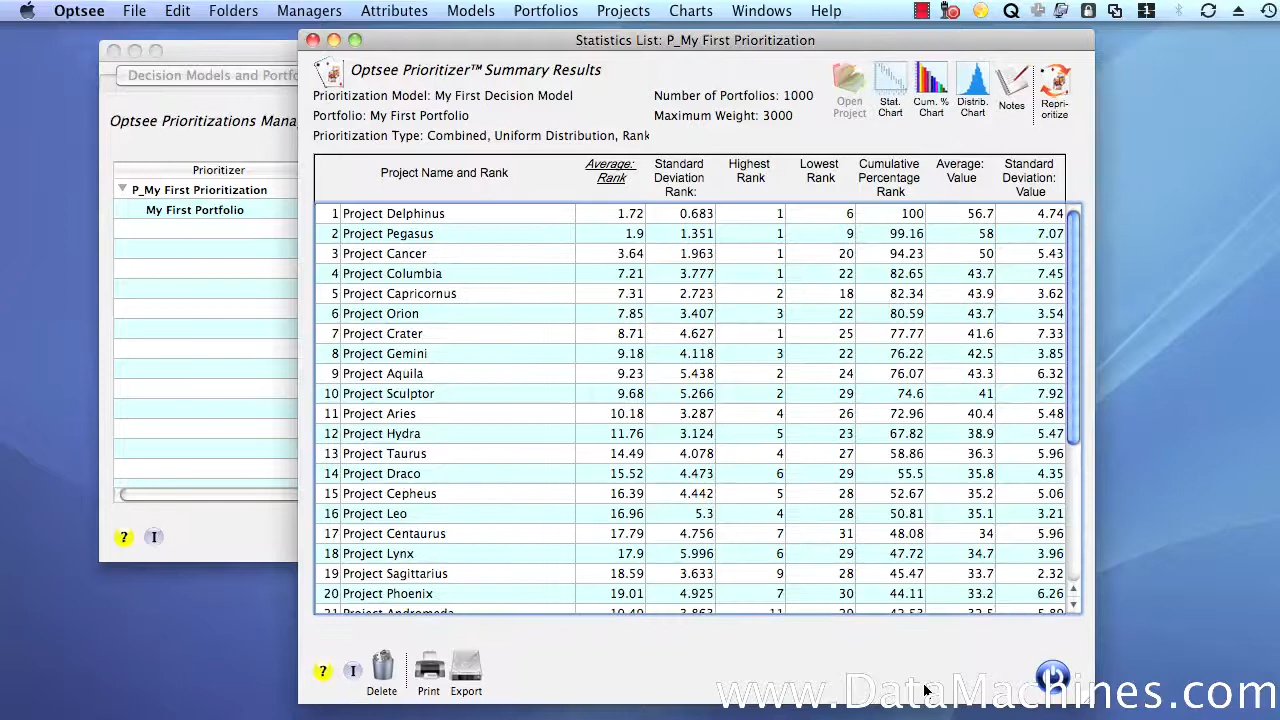 Optsee File Edit Folders Managers Attributes Models Portfolios Projects Charts Windows Help
Statistics List: P_My First Prioritization
Decision Models and Portfo
Optsee Prioritizations Mana
Prioritizer
P_My First Prioritization
My First Portfolio
Optsee Prioritizer™ Summary Results
Prioritization Model: My First Decision Model
Number of Portfolios: 1000
Portfolio: My First Portfolio
Maximum Weight: 3000
Prioritization Type: Combined, Uniform Distribution, Rank
Open Project
Stat. Chart
Cum. % Chart
Distrib. Chart
Notes
Repri-oritize
Project Name and Rank
Average: Rank
Standard Deviation Rank:
Highest Rank
Lowest Rank
Cumulative Percentage Rank
Average: Value
Standard Deviation: Value
1 Project Delphinus 1.72 0.683 1 6 100 56.7 4.74
2 Project Pegasus 1.9 1.351 1 9 99.16 58 7.07
3 Project Cancer 3.64 1.963 1 20 94.23 50 5.43
4 Project Columbia 7.21 3.777 1 22 82.65 43.7 7.45
5 Project Capricornus 7.31 2.723 2 18 82.34 43.9 3.62
6 Project Orion 7.85 3.407 3 22 80.59 43.7 3.54
7 Project Crater 8.71 4.627 1 25 77.77 41.6 7.33
8 Project Gemini 9.18 4.118 3 22 76.22 42.5 3.85
9 Project Aquila 9.23 5.438 2 24 76.07 43.3 6.32
10 Project Sculptor 9.68 5.266 2 29 74.6 41 7.92
11 Project Aries 10.18 3.287 4 26 72.96 40.4 5.48
12 Project Hydra 11.76 3.124 5 23 67.82 38.9 5.47
13 Project Taurus 14.49 4.078 4 27 58.86 36.3 5.96
14 Project Draco 15.52 4.473 6 29 55.5 35.8 4.35
15 Project Cepheus 16.39 4.442 5 28 52.67 35.2 5.06
16 Project Leo 16.96 5.3 4 28 50.81 35.1 3.21
17 Project Centaurus 17.79 4.756 7 31 48.08 34 5.96
18 Project Lynx 17.9 5.996 6 29 47.72 34.7 3.96
19 Project Sagittarius 18.59 3.633 9 28 45.47 33.7 2.32
20 Project Phoenix 19.01 4.925 7 30 44.11 33.2 6.26
21 Project Andromeda
? I
? I
Delete
Print
Export
www.DataMachines.com